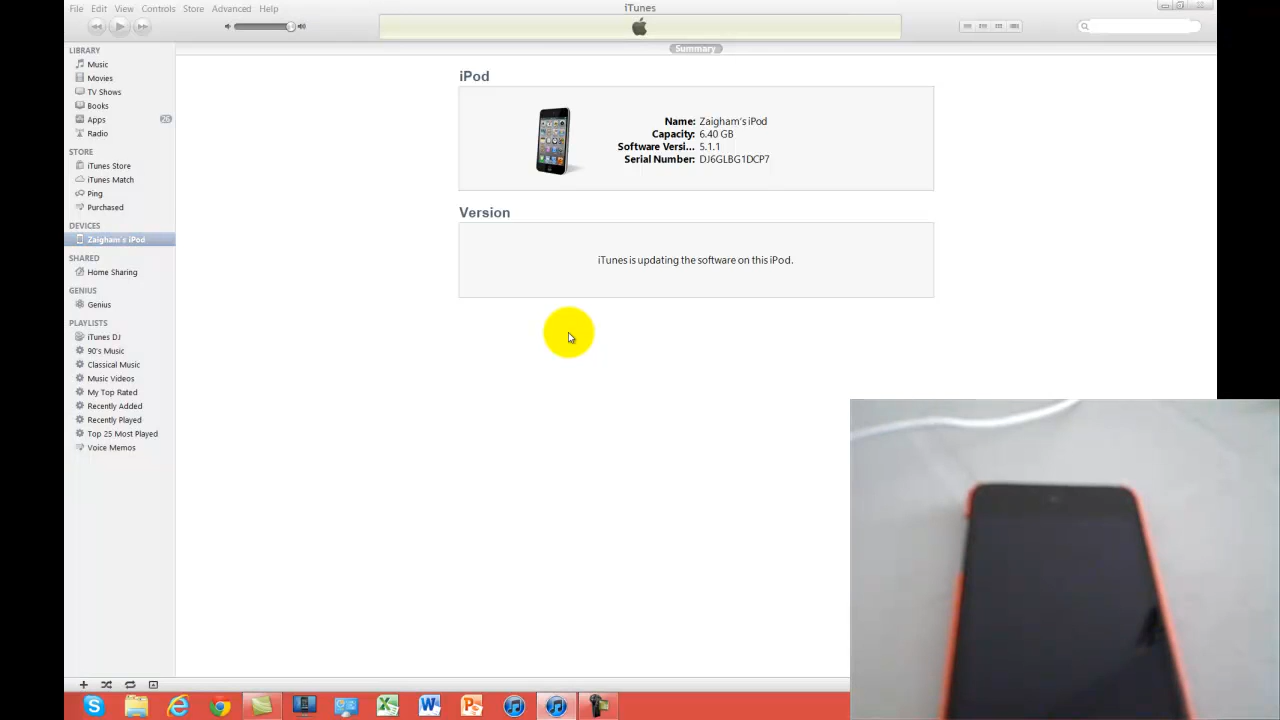 iTunes
File Edit View Controls Store Advanced Help
LIBRARY
Music
Movies
TV Shows
Books
Apps 26
Radio
STORE
iTunes Store
iTunes Match
Ping
Purchased
DEVICES
Zaigham's iPod
SHARED
Home Sharing
GENIUS
Genius
PLAYLISTS
iTunes DJ
90's Music
Classical Music
Music Videos
My Top Rated
Recently Added
Recently Played
Top 25 Most Played
Voice Memos
Summary
iPod
Name: Zaigham's iPod
Capacity: 6.40 GB
Software Versi... 5.1.1
Serial Number: DJ6GLBG1DCP7
Version
iTunes is updating the software on this iPod.